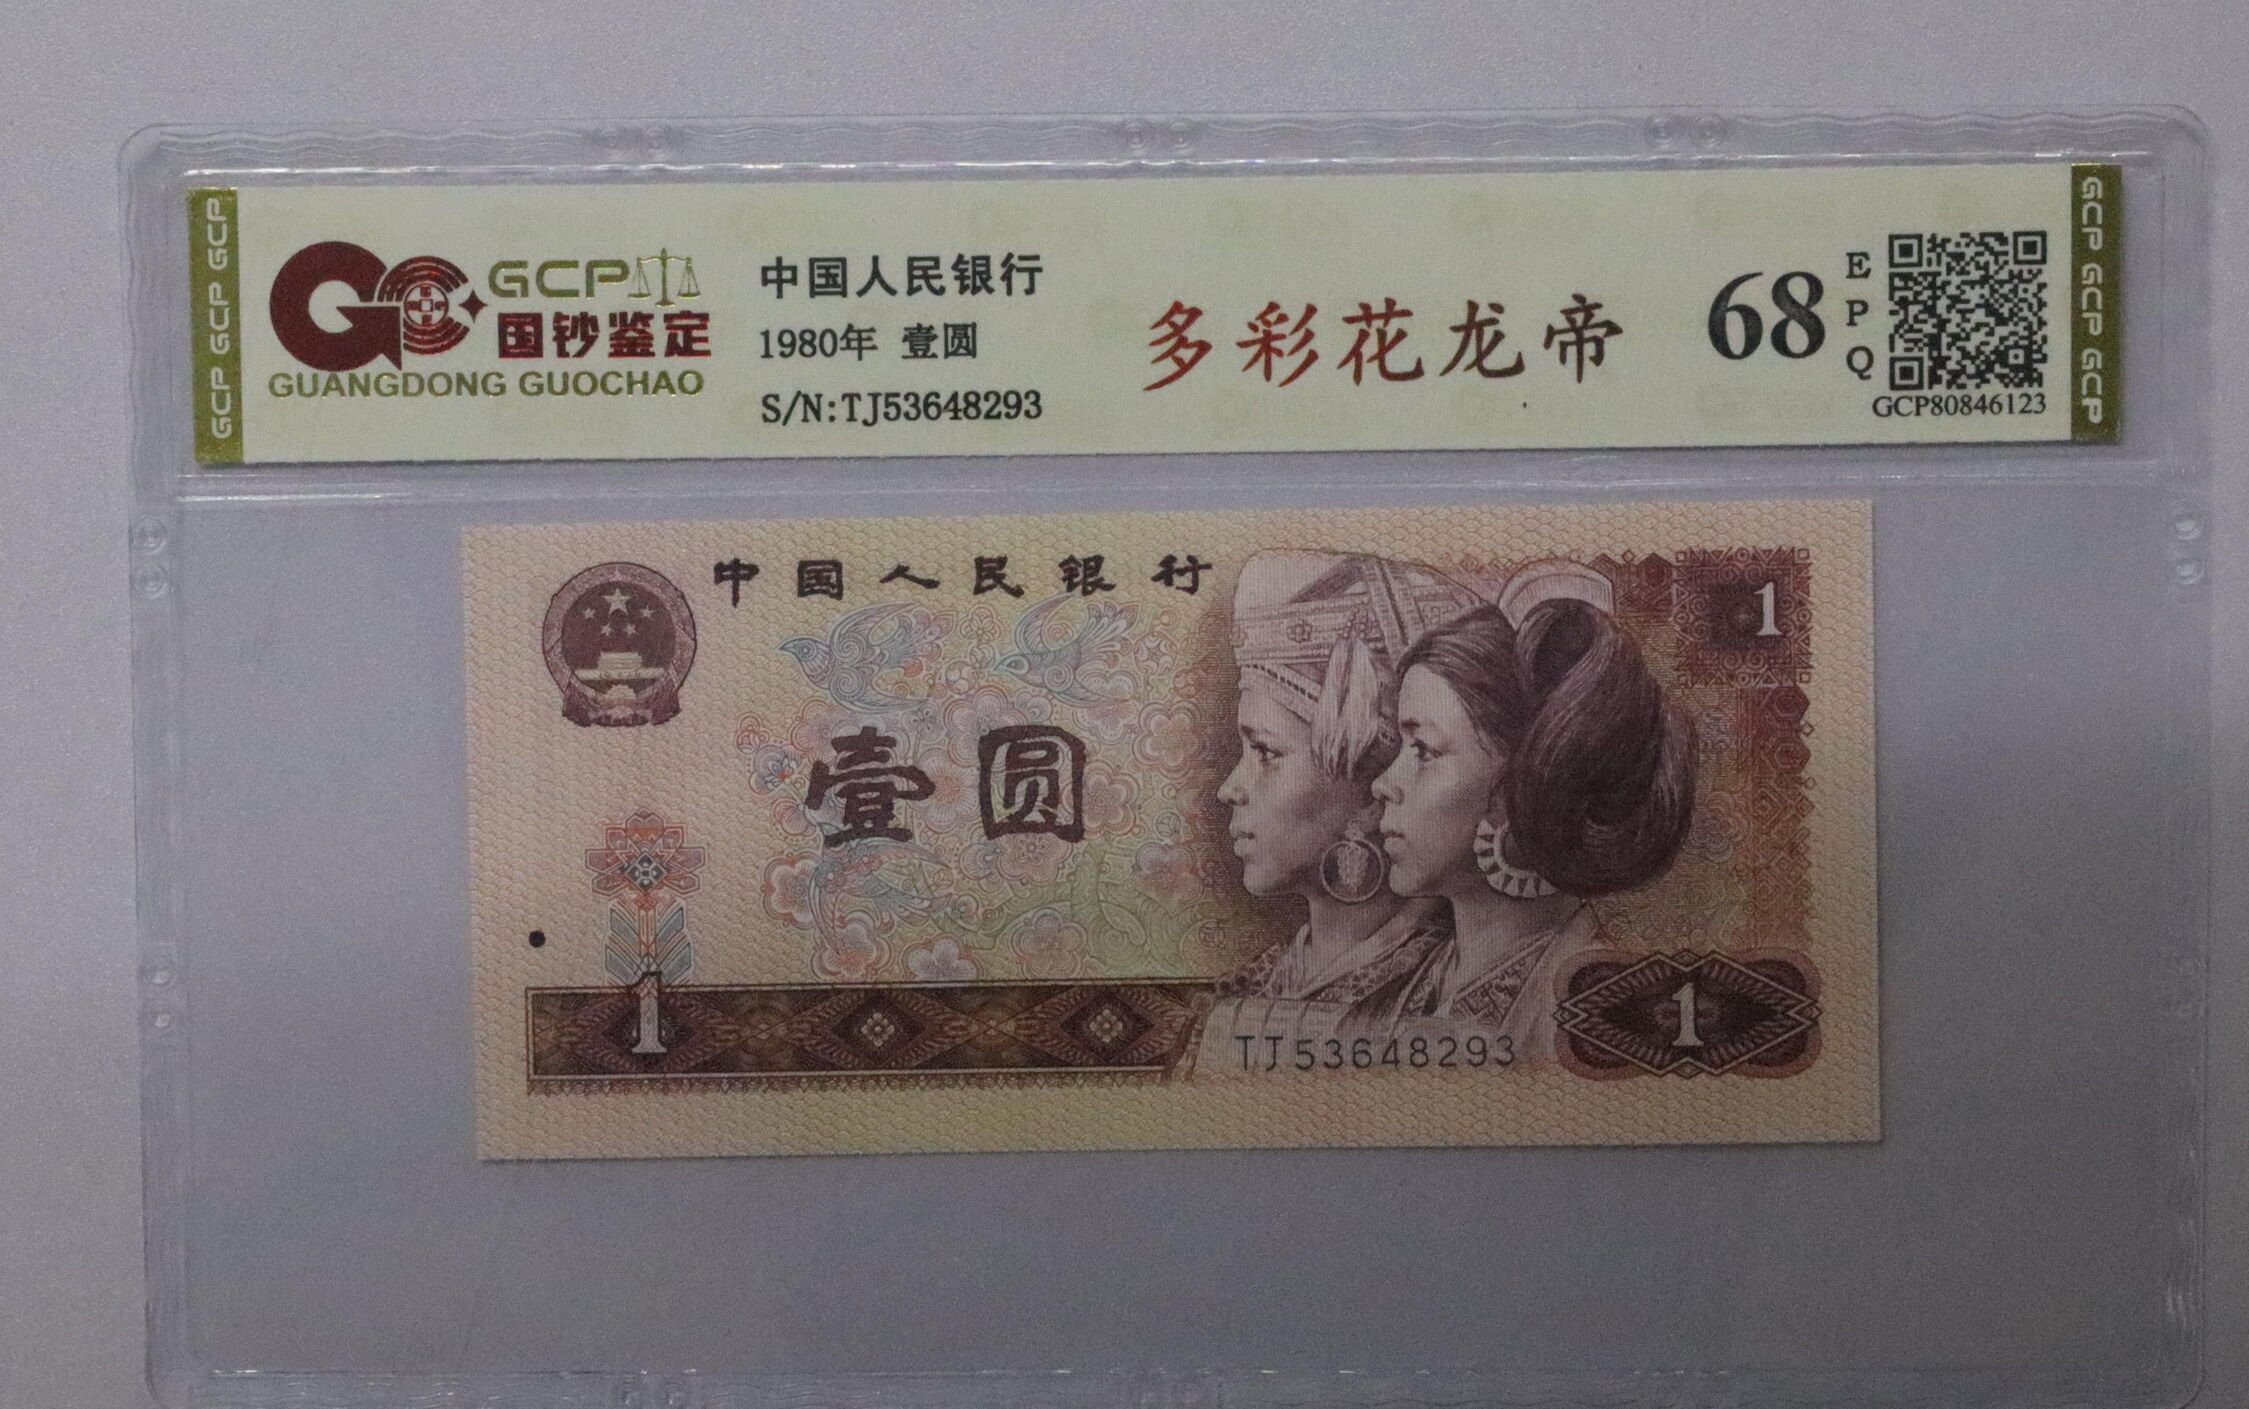 GCP GCP GCP
GCP
国钞鉴定
GUANGDONG GUOCHAO
中国人民银行
1980年 壹圆
S/N:TJ53648293
多彩花龙帝
68
EPQ
GCP80846123
GCP GCP GCP
中国人民银行
1
壹圆
1
TJ53648293
1